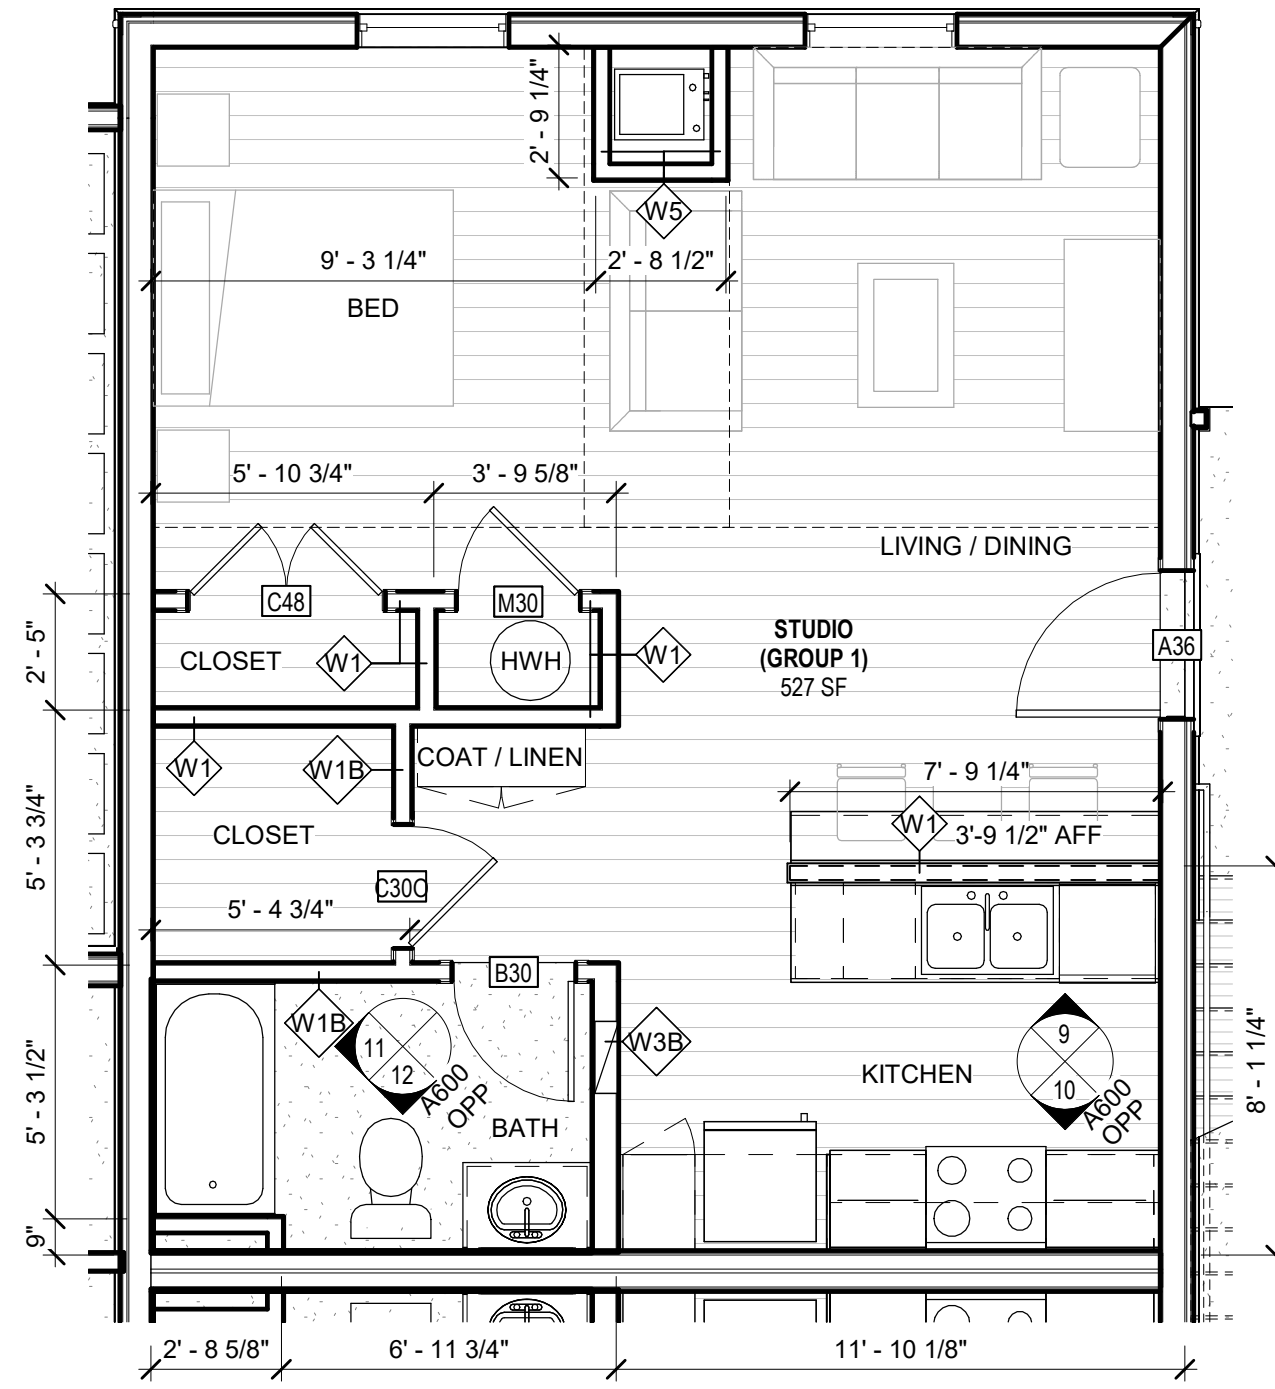 2' - 9 1/4"
W5
9' - 3 1/4"
2' - 8 1/2"
BED
5' - 10 3/4"
3' - 9 5/8"
LIVING / DINING
C48
M30
2' - 5"
CLOSET
W1
HWH
W1
STUDIO
(GROUP 1)
527 SF
A36
W1
W1B
COAT / LINEN
7' - 9 1/4"
W1
3'-9 1/2" AFF
5' - 3 3/4"
CLOSET
C30O
5' - 4 3/4"
B30
W1B
11
12
A600
OPP
W3B
9
10
A600
OPP
KITCHEN
8' - 1 1/4"
5' - 3 1/2"
BATH
9"
2' - 8 5/8"
6' - 11 3/4"
11' - 10 1/8"